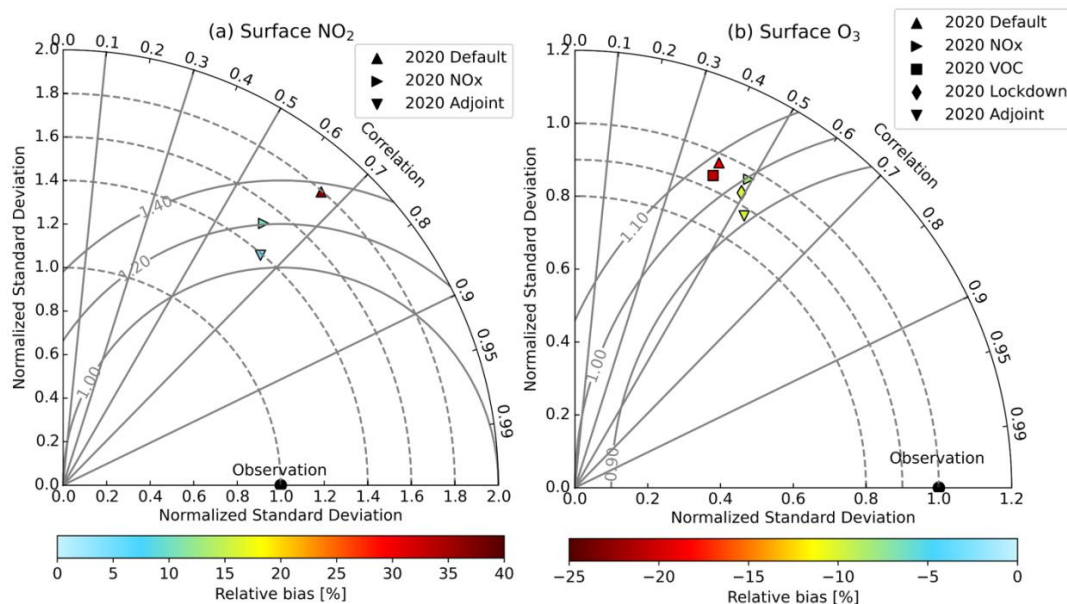 (a) Surface NO₂
2020 Default
2020 NOx
2020 Adjoint
0.0 0.1 0.2 0.3 0.4 0.5 0.6 0.7 0.8 0.9 0.95 0.99
Correlation
2.0
1.8
1.6
1.4
1.2
1.0
0.8
0.6
0.4
0.2
0.0
Normalized Standard Deviation
1.40
1.20
1.00
Observation
0.0 0.2 0.4 0.6 0.8 1.0 1.2 1.4 1.6 1.8 2.0
Normalized Standard Deviation
0 5 10 15 20 25 30 35 40
Relative bias [%]
(b) Surface O₃
2020 Default
2020 NOx
2020 VOC
2020 Lockdown
2020 Adjoint
0.0 0.1 0.2 0.3 0.4 0.5 0.6 0.7 0.8 0.9 0.95 0.99
Correlation
1.2
1.0
0.8
0.6
0.4
0.2
0.0
Normalized Standard Deviation
1.10
1.00
0.90
Observation
0.0 0.2 0.4 0.6 0.8 1.0 1.2
Normalized Standard Deviation
−25 −20 −15 −10 −5 0
Relative bias [%]